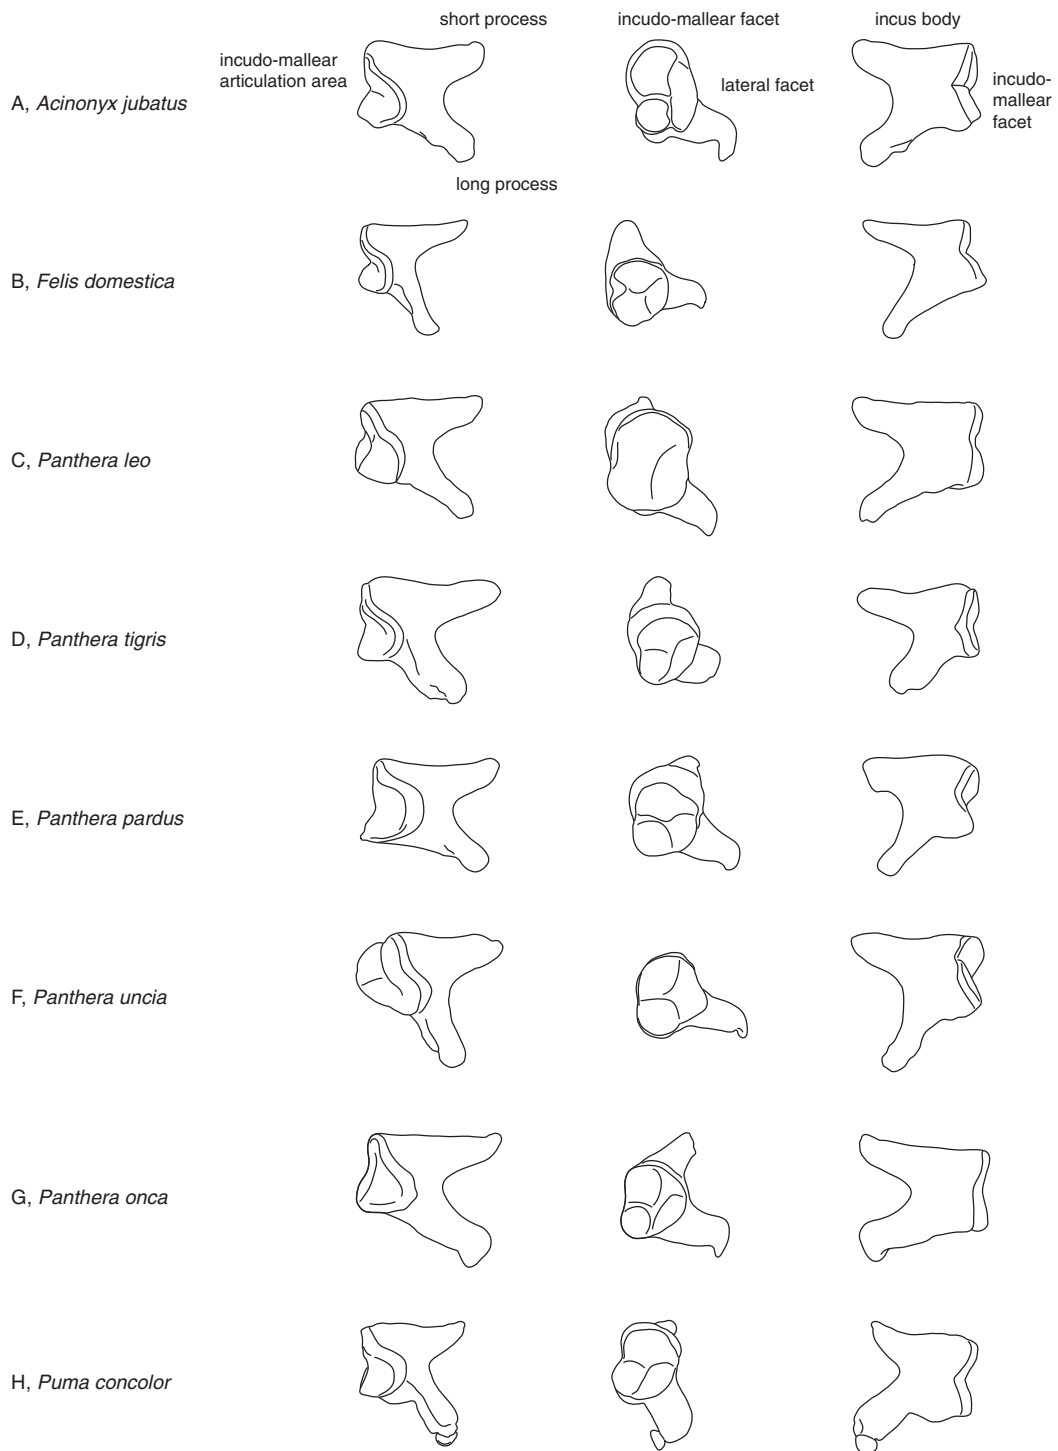 short process
incudo-mallear facet
incus body
incudo-mallear
articulation area
lateral facet
incudo-
mallear
facet
A, Acinonyx jubatus
long process
B, Felis domestica
C, Panthera leo
D, Panthera tigris
E, Panthera pardus
F, Panthera uncia
G, Panthera onca
H, Puma concolor